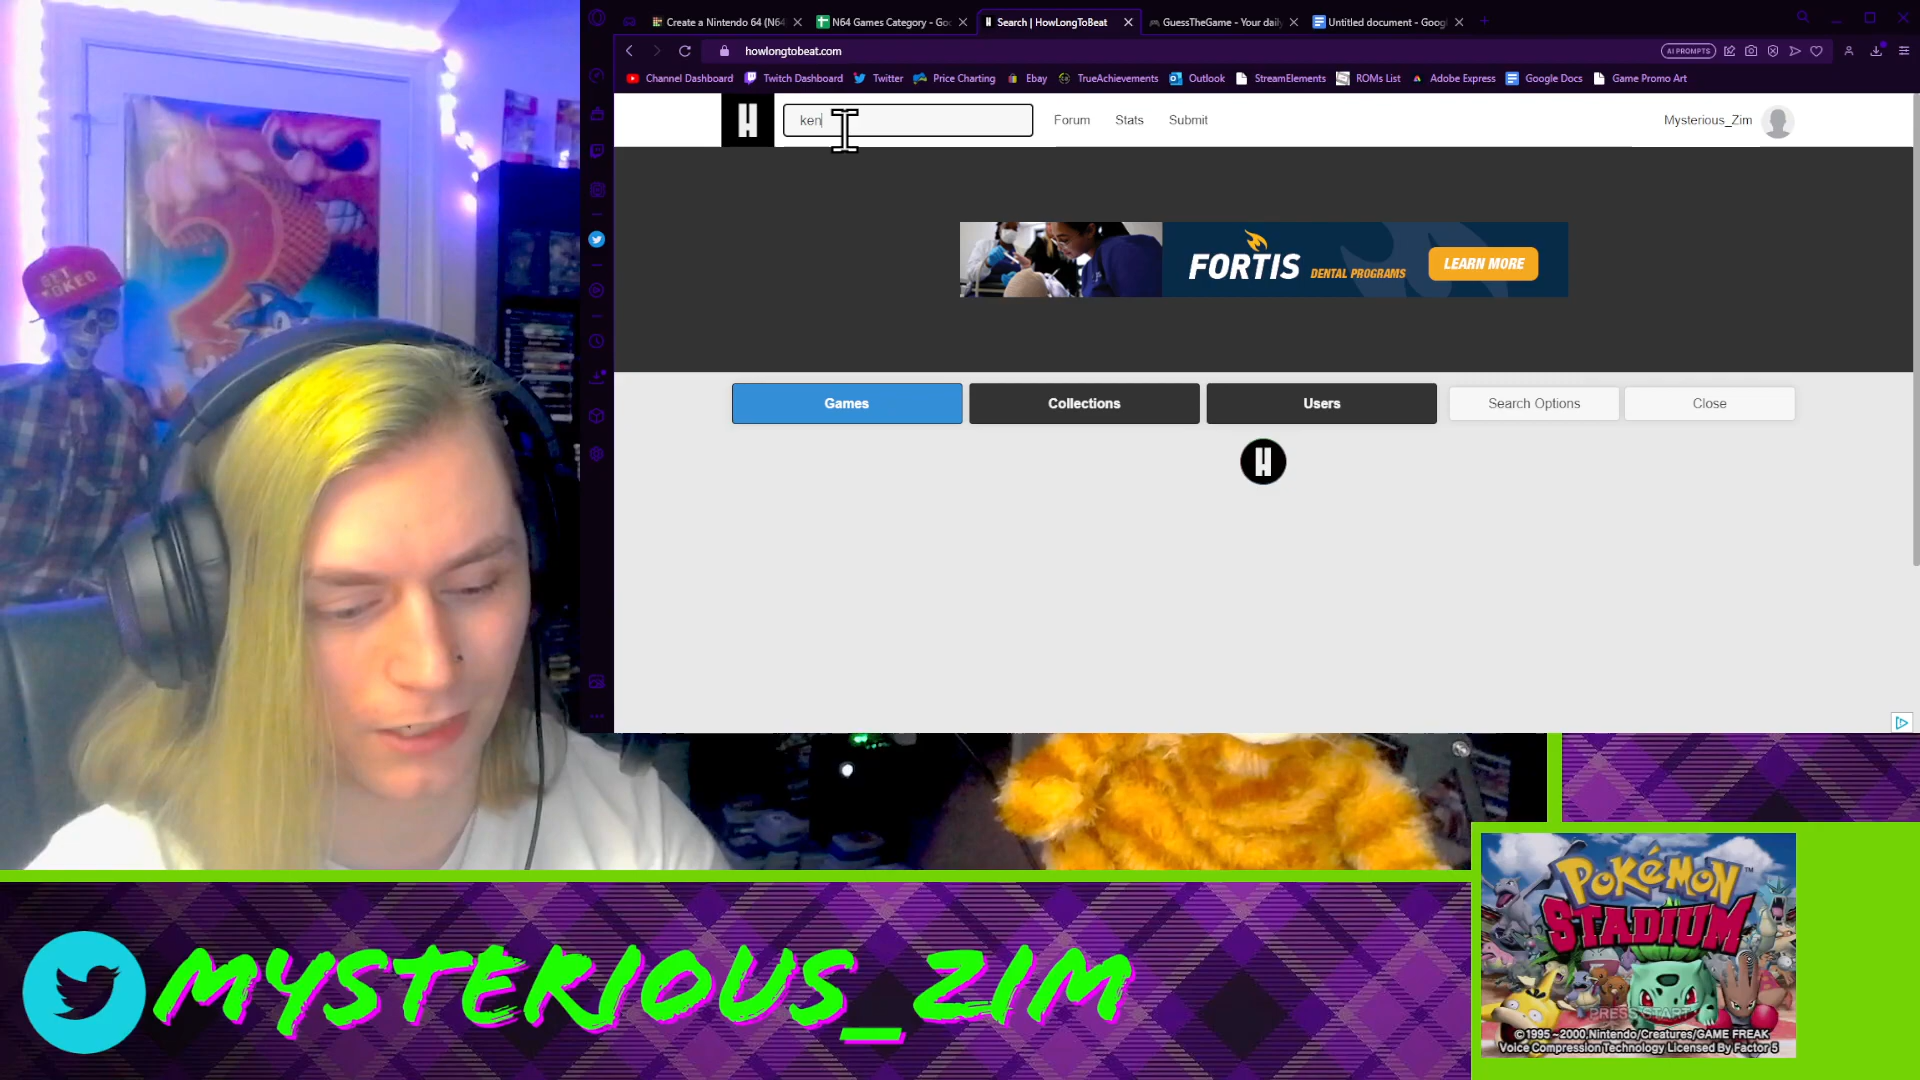 Create a Nintendo 64 (N64
N64 Games Category - Goo
Search | HowLongToBeat
GuessTheGame - Your daily
Untitled document - Googl
howlongtobeat.com
AI PROMPTS
Channel Dashboard
Twitch Dashboard
Twitter
Price Charting
Ebay
TrueAchievements
Outlook
StreamElements
ROMs List
Adobe Express
Google Docs
Game Promo Art
H
ken
Forum
Stats
Submit
Mysterious_Zim
FORTIS DENTAL PROGRAMS
LEARN MORE
Games
Collections
Users
Search Options
Close
H
2
MYSTERIOUS_ZIM
POKéMON
STADIUM
PRESS START
©1995~2000 Nintendo/Creatures/GAME FREAK
Voice Compression Technology Licensed By Factor 5